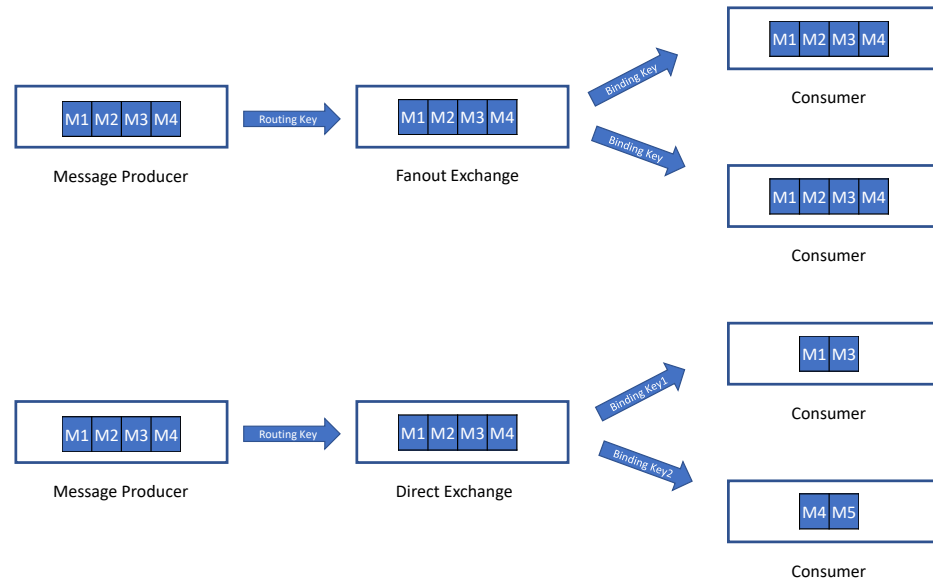 M1 M2 M3 M4
Consumer
M1 M2 M3 M4
Message Producer
Routing Key
M1 M2 M3 M4
Fanout Exchange
Binding Key
Binding Key
M1 M2 M3 M4
Consumer
M1 M3
Consumer
M1 M2 M3 M4
Message Producer
Routing Key
M1 M2 M3 M4
Direct Exchange
Binding Key1
Binding Key2
M4 M5
Consumer